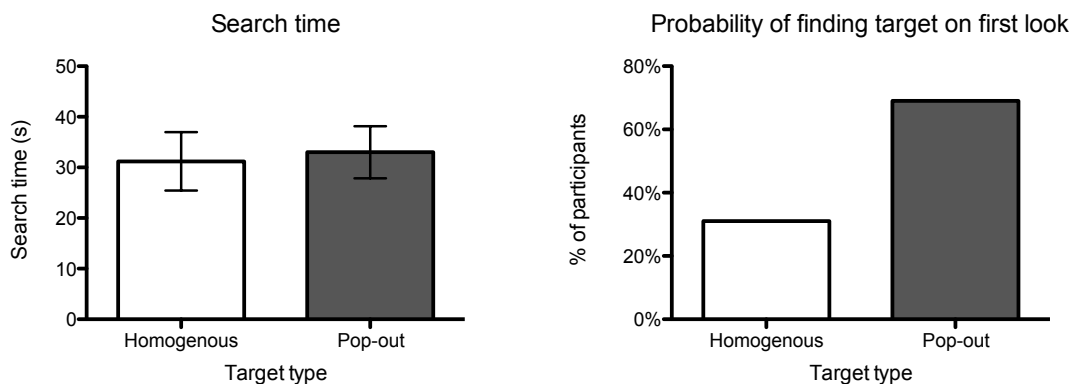 Search time
50
40
30
20
10
0
Search time (s)
Homogenous Pop-out
Target type
Probability of finding target on first look
80%
60%
40%
20%
0%
% of participants
Homogenous Pop-out
Target type